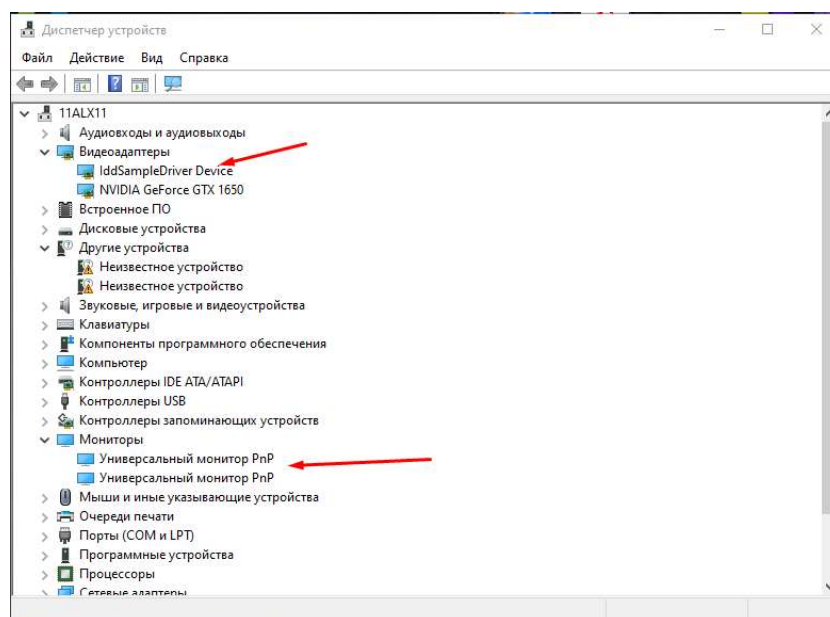 Диспетчер устройств
Файл Действие Вид Справка
11ALX11
Аудиовходы и аудиовыходы
Видеоадаптеры
IddSampleDriver Device
NVIDIA GeForce GTX 1650
Встроенное ПО
Дисковые устройства
Другие устройства
Неизвестное устройство
Неизвестное устройство
Звуковые, игровые и видеоустройства
Клавиатуры
Компоненты программного обеспечения
Компьютер
Контроллеры IDE ATA/ATAPI
Контроллеры USB
Контроллеры запоминающих устройств
Мониторы
Универсальный монитор PnP
Универсальный монитор PnP
Мыши и иные указывающие устройства
Очереди печати
Порты (COM и LPT)
Программные устройства
Процессоры
Сетевые адаптеры